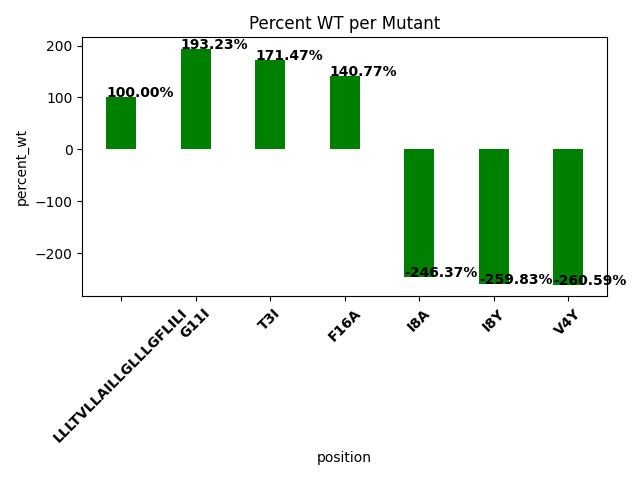 Percent WT per Mutant
percent_wt
200
100
0
−100
−200
100.00%
193.23%
171.47%
140.77%
-246.37%
-259.83%
-260.59%
LLLTVLLAILLGLLLGFLILI
G11I
T3I
F16A
I8A
I8Y
V4Y
position